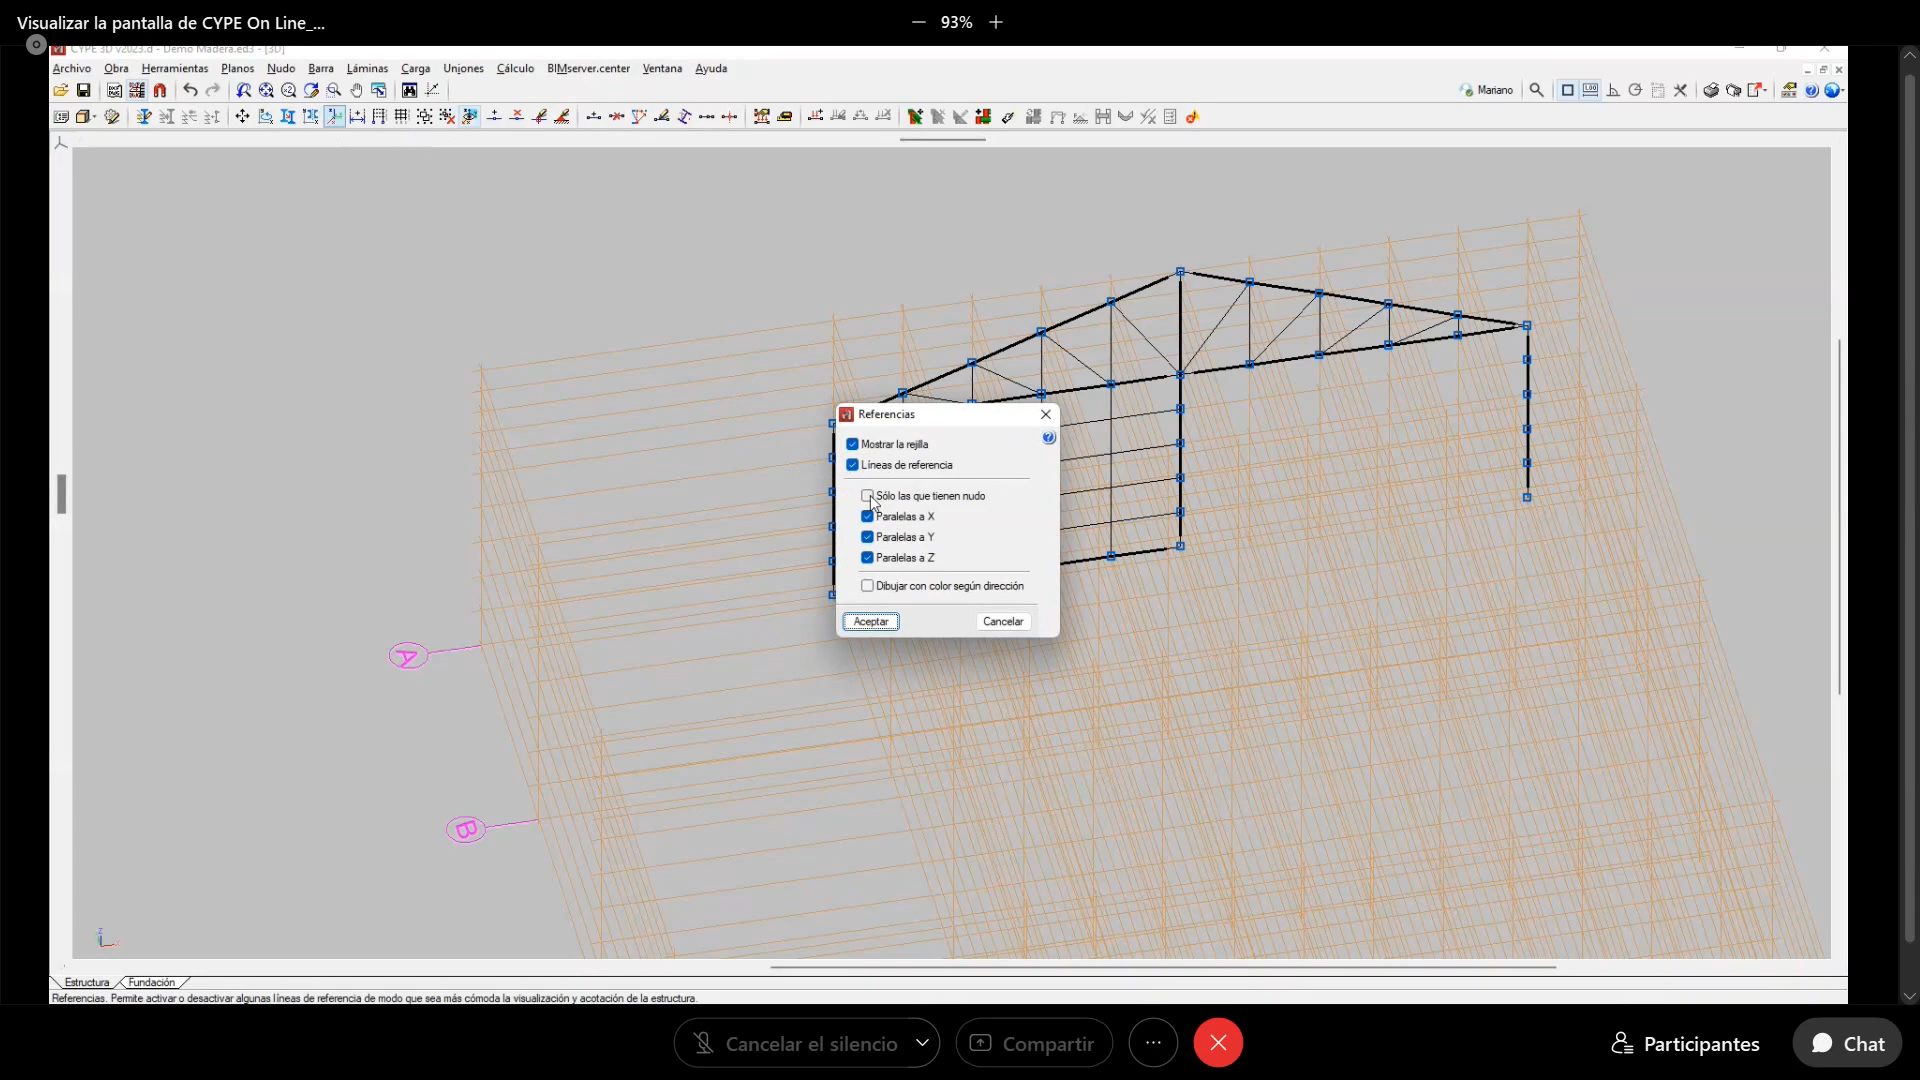 Visualizar la pantalla de CYPE On Line_...
93%
CYPE 3D v2023.d - Demo Madera.ed3 - [3D]
Archivo Obra Herramientas Planos Nudo Barra Láminas Carga Uniones Cálculo BIMserver.center Ventana Ayuda
Mariano
Referencias
Mostrar la rejilla
Líneas de referencia
Sólo las que tienen nudo
Paralelas a X
Paralelas a Y
Paralelas a Z
Dibujar con color según dirección
Aceptar Cancelar
A
B
Estructura Fundación
Referencias. Permite activar o desactivar algunas líneas de referencia de modo que sea más cómoda la visualización y acotación de la estructura.
Cancelar el silencio Compartir Participantes Chat